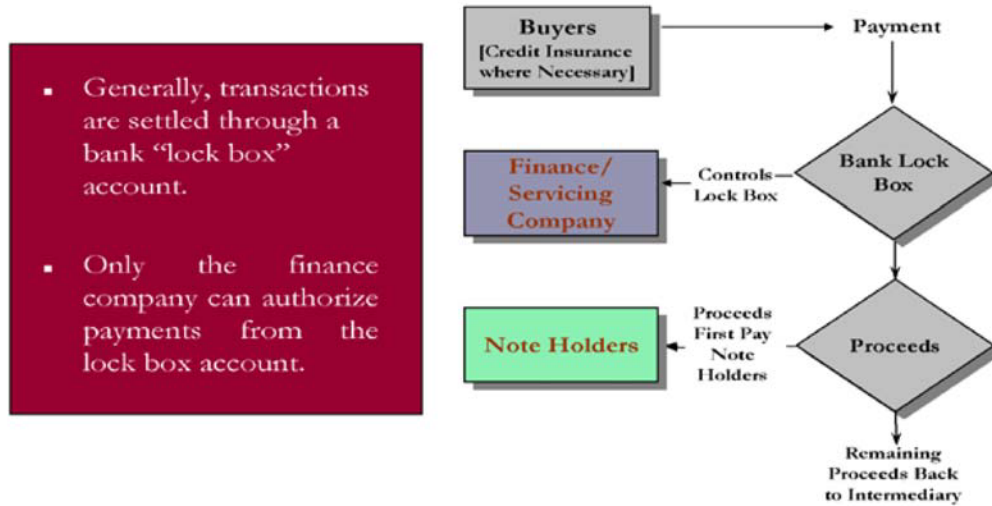 Generally, transactions
are settled through a
bank “lock box”
account.
Only the finance
company can authorize
payments from the
lock box account.
Buyers
[Credit Insurance
where Necessary]
Payment
Finance/
Servicing
Company
Controls
Lock Box
Bank Lock
Box
Note Holders
Proceeds
First Pay
Note
Holders
Proceeds
Remaining
Proceeds Back
to Intermediary